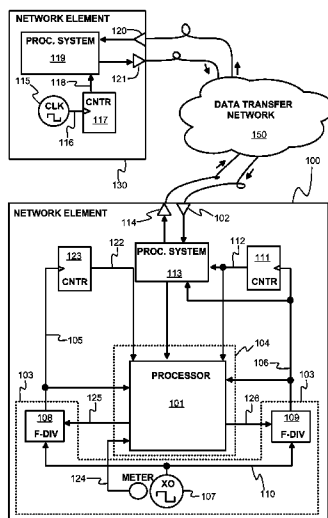 NETWORK ELEMENT
PROC. SYSTEM
119
120
121
118
115
CLK
116
CNTR
117
130
DATA TRANSFER
NETWORK
150
100
NETWORK ELEMENT
114
102
123
CNTR
122
PROC. SYSTEM
113
112
111
CNTR
104
105
106
103
PROCESSOR
101
103
125
126
108
F-DIV
109
F-DIV
124
METER
XO
107
110